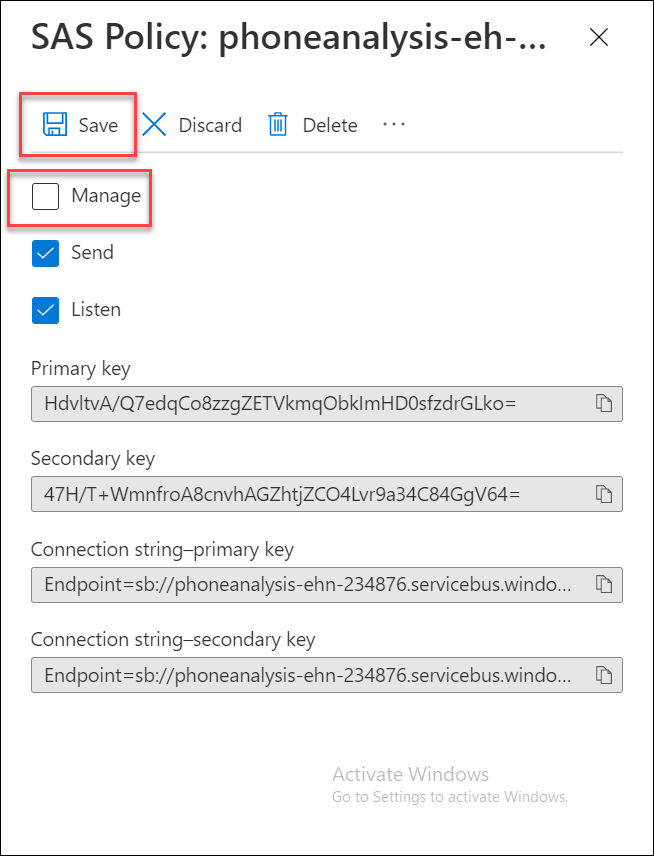 SAS Policy: phoneanalysis-eh-...
Save Discard Delete ...
Manage
Send
Listen
Primary key
HdvltvA/Q7edqCo8zzgZETVkmqObkImHD0sfzdrGLko=
Secondary key
47H/T+WmnfroA8cnvhAGZhtjZCO4Lvr9a34C84GgV64=
Connection string–primary key
Endpoint=sb://phoneanalysis-ehn-234876.servicebus.windo...
Connection string–secondary key
Endpoint=sb://phoneanalysis-ehn-234876.servicebus.windo...
Activate Windows
Go to Settings to activate Windows.